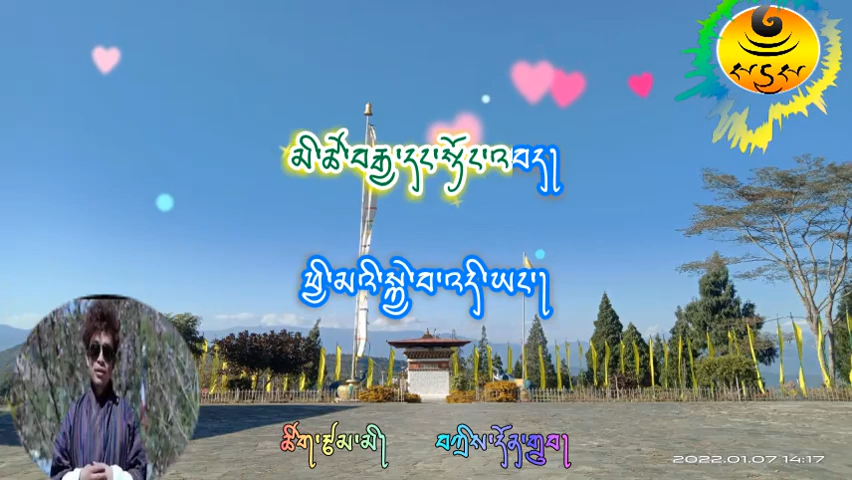 མི་ཚེ་བརྒྱ་དང་སྟོང་འབད།
ཕྱི་མའི་སྐྱེབ་འདི་ཡང་།
ཚིག་རྩམ་མི། བཀྲིས་དོན་གྲུབ།
2022.01.07 14:17